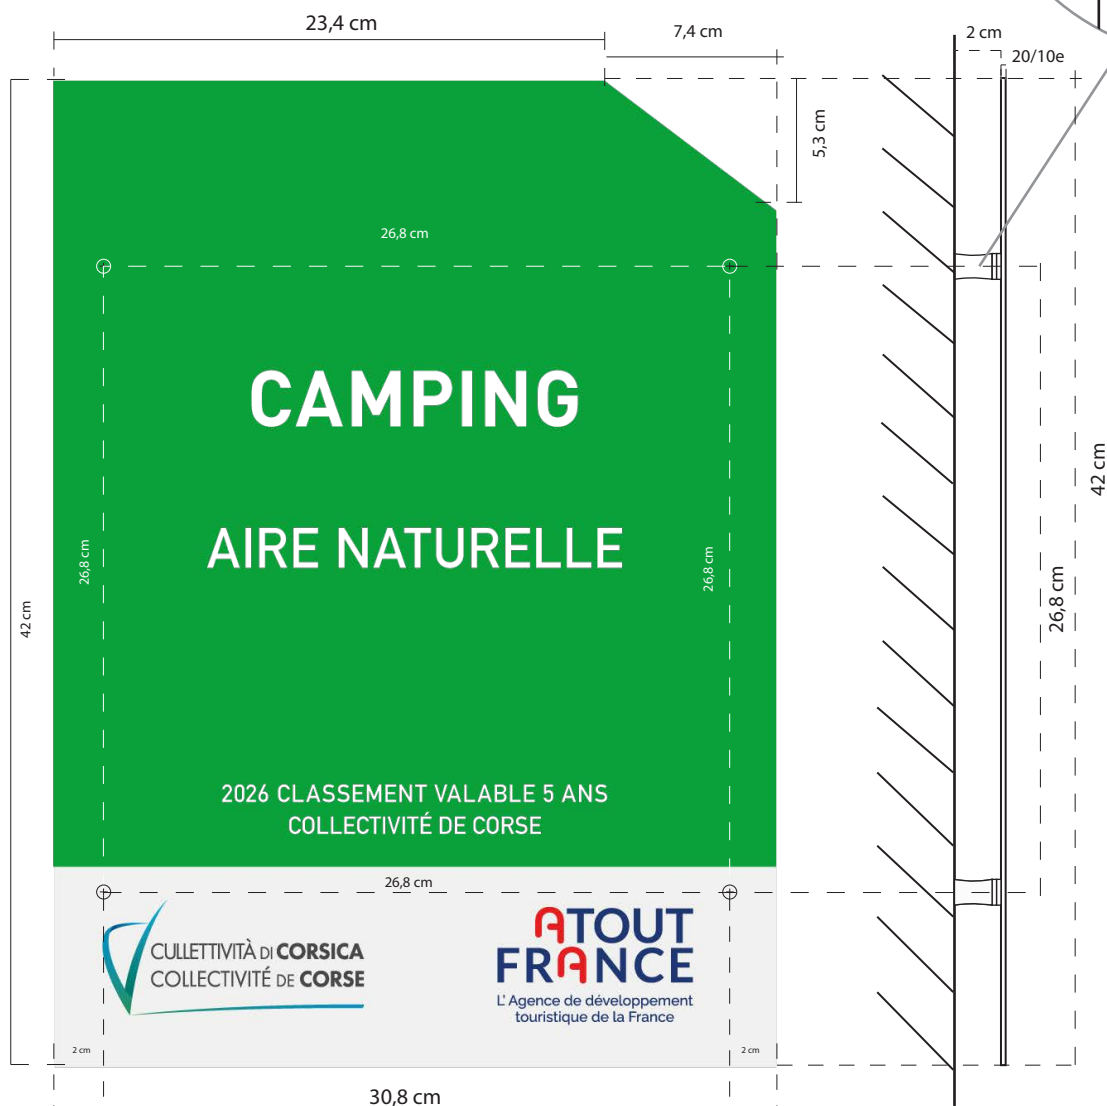 23,4 cm
7,4 cm
2 cm
20/10e
5,3 cm
26,8 cm
CAMPING
42 cm
AIRE NATURELLE
26,8 cm
26,8 cm
26,8 cm
42 cm
2026 CLASSEMENT VALABLE 5 ANS
COLLECTIVITÉ DE CORSE
26,8 cm
CULLETTIVITÀ DI CORSICA
COLLECTIVITÉ DE CORSE
ATOUT
FRANCE
L'Agence de développement
touristique de la France
2 cm
2 cm
30,8 cm